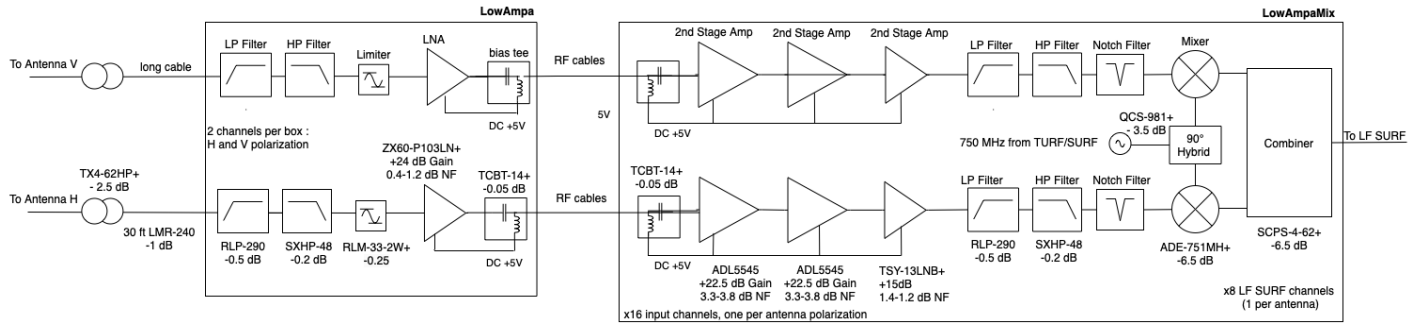 LowAmpa
LowAmpaMix
LNA
2nd Stage Amp
2nd Stage Amp
2nd Stage Amp
LP Filter
HP Filter
Limiter
bias tee
LP Filter
HP Filter
Notch Filter
Mixer
To Antenna V
long cable
RF cables
DC +5V
5V
DC +5V
2 channels per box :
H and V polarization
QCS-981+
- 3.5 dB
750 MHz from TURF/SURF
90°
Hybrid
Combiner
To LF SURF
TX4-62HP+
- 2.5 dB
ZX60-P103LN+
+24 dB Gain
0.4-1.2 dB NF
TCBT-14+
-0.05 dB
TCBT-14+
-0.05 dB
LP Filter
HP Filter
Notch Filter
To Antenna H
RF cables
30 ft LMR-240
-1 dB
RLP-290
-0.5 dB
SXHP-48
-0.2 dB
RLM-33-2W+
-0.25
DC +5V
DC +5V
ADL5545
+22.5 dB Gain
3.3-3.8 dB NF
ADL5545
+22.5 dB Gain
3.3-3.8 dB NF
TSY-13LNB+
+15dB
1.4-1.2 dB NF
RLP-290
-0.5 dB
SXHP-48
-0.2 dB
ADE-751MH+
-6.5 dB
SCPS-4-62+
-6.5 dB
x8 LF SURF channels
(1 per antenna)
x16 input channels, one per antenna polarization